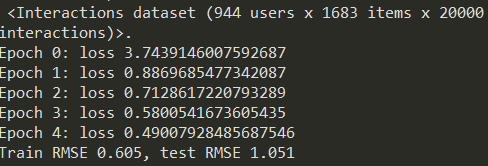 <Interactions dataset (944 users x 1683 items x 20000
interactions)>.
Epoch 0: loss 3.7439146007592687
Epoch 1: loss 0.8869685477342087
Epoch 2: loss 0.7128617220793289
Epoch 3: loss 0.5800541673605435
Epoch 4: loss 0.49007928485687546
Train RMSE 0.605, test RMSE 1.051